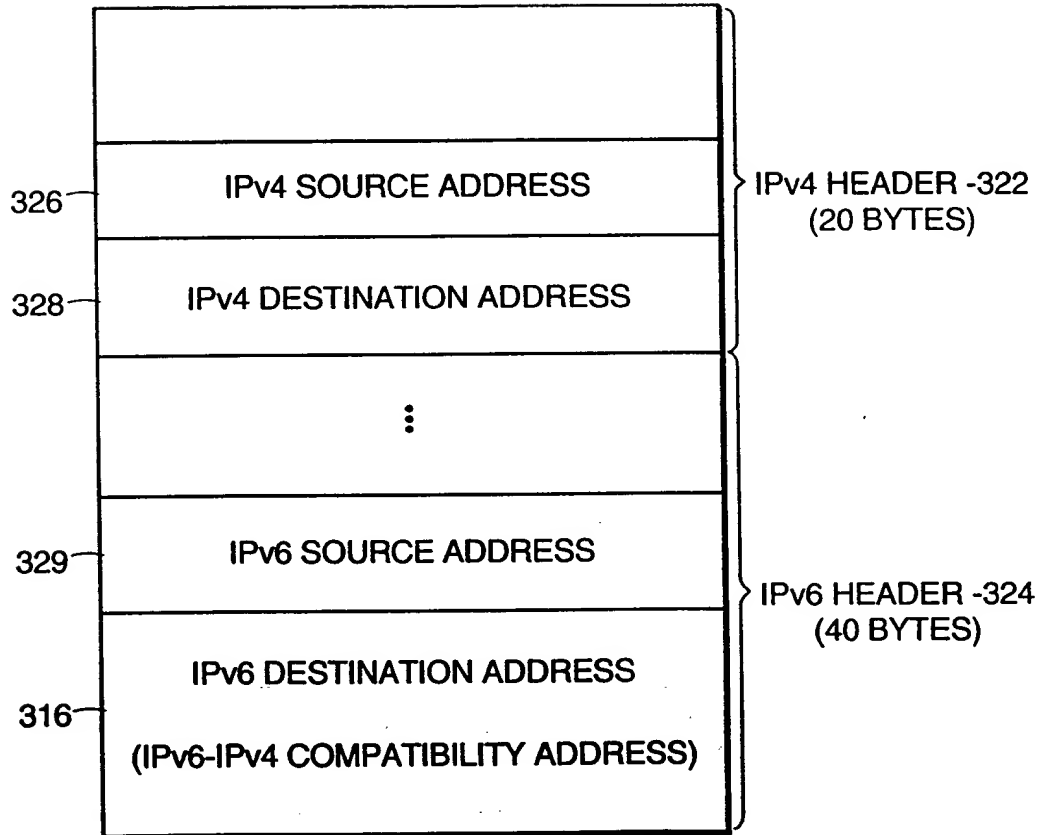 326
IPv4 SOURCE ADDRESS
IPv4 HEADER -322
(20 BYTES)
328
IPv4 DESTINATION ADDRESS
329
IPv6 SOURCE ADDRESS
IPv6 HEADER -324
(40 BYTES)
IPv6 DESTINATION ADDRESS
316
(IPv6-IPv4 COMPATIBILITY ADDRESS)